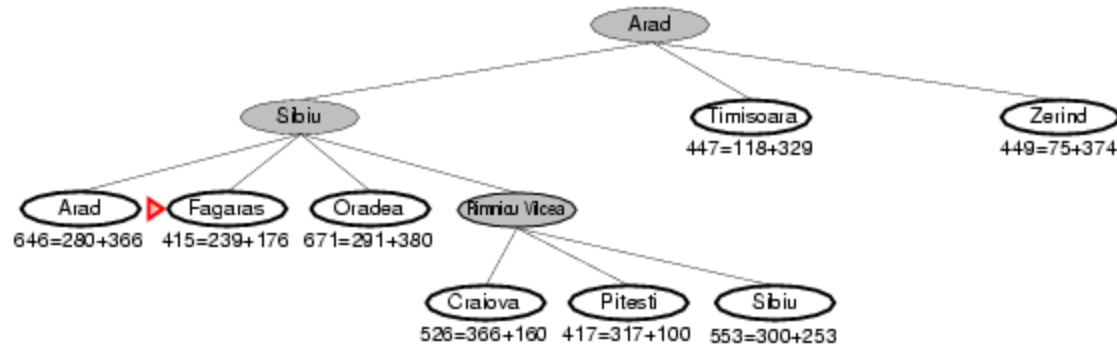 Arad
Sibiu
Timisoara
Zerind
447=118+329
449=75+374
Arad
Fagaras
Oradea
Rimnicu Vilcea
646=280+366
415=239+176
671=291+380
Craiova
Pitesti
Sibiu
526=366+160
417=317+100
553=300+253